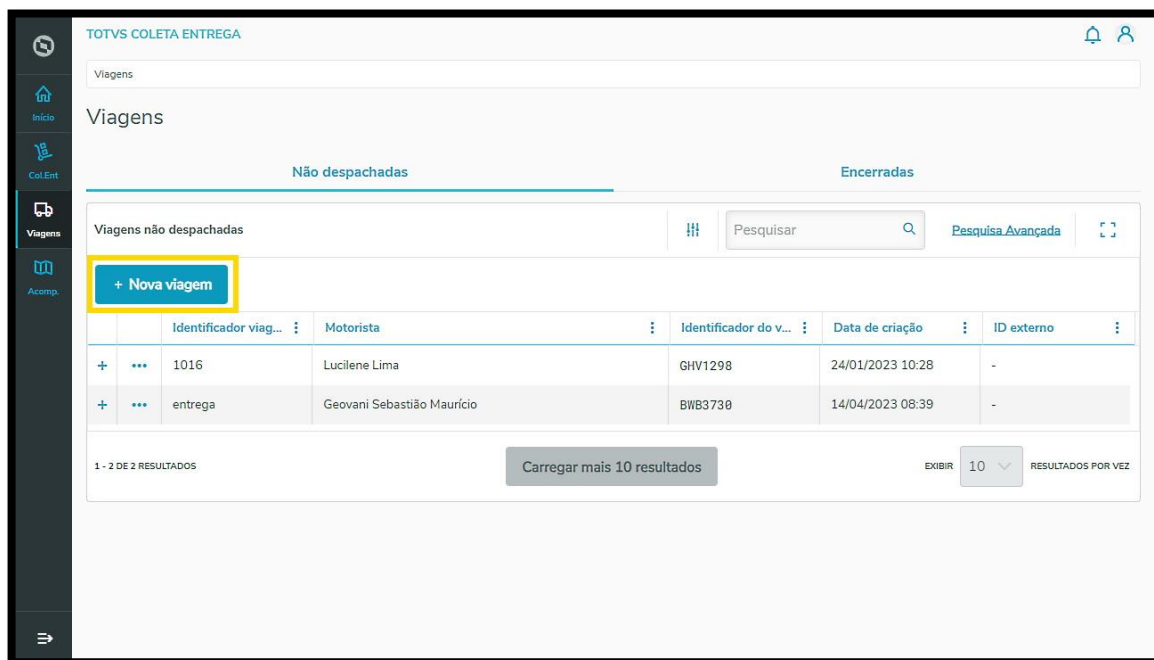 TOTVS COLETA ENTREGA
Viagens
Início
Viagens
Col.Ent
Não despachadas
Encerradas
Viagens
Viagens não despachadas
Pesquisar
Pesquisa Avançada
Acomp.
+ Nova viagem
Identificador viag...
Motorista
Identificador do v...
Data de criação
ID externo
1016
Lucilene Lima
GHV1298
24/01/2023 10:28
-
entrega
Geovani Sebastião Maurício
BWB3730
14/04/2023 08:39
-
1 - 2 DE 2 RESULTADOS
Carregar mais 10 resultados
EXIBIR
10
RESULTADOS POR VEZ